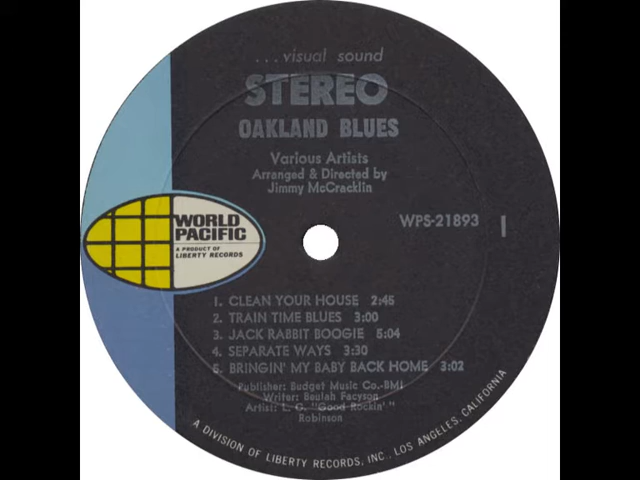 ...visual sound
STEREO
OAKLAND BLUES
Various Artists
Arranged & Directed by
Jimmy McCracklin
WPS-21893
1
WORLD
PACIFIC
A PRODUCT OF
LIBERTY RECORDS
1. CLEAN YOUR HOUSE 2:45
2. TRAIN TIME BLUES 3:00
3. JACK RABBIT BOOGIE 5:04
4. SEPARATE WAYS 3:30
5. BRINGIN' MY BABY BACK HOME 3:02
Publisher: Budget Music Co.-BMI
Writer: Beulah Facyson
Artist: L. C. "Good Rockin' "
Robinson
A DIVISION OF LIBERTY RECORDS, INC., LOS ANGELES, CALIFORNIA